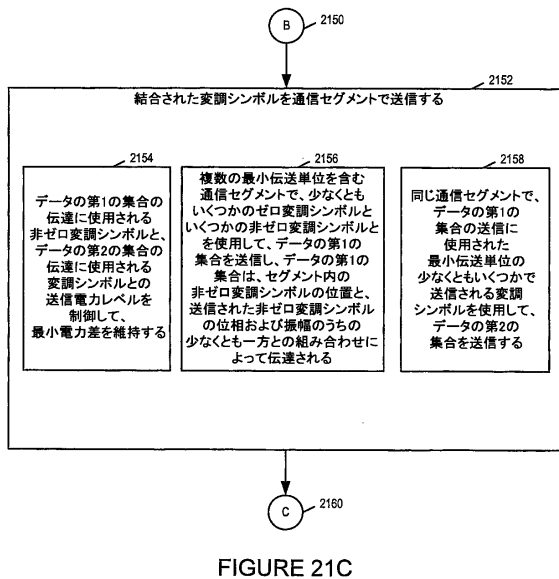 B
2150
2152
結合された変調シンボルを通信セグメントで送信する
2154
データの第1の集合の
伝達に使用される
非ゼロ変調シンボルと、
データの第2の集合の
伝達に使用される
変調シンボルとの
送信電力レベルを
制御して、
最小電力差を維持する
2156
複数の最小伝送単位を含む
通信セグメントで、少なくとも
いくつかのゼロ変調シンボルと
いくつかの非ゼロ変調シンボルと
を使用して、データの第1の
集合を送信し、データの第1の
集合は、セグメント内の
非ゼロ変調シンボルの位置と、
送信された非ゼロ変調シンボル
の位相および振幅のうちの
少なくとも一方との組み合わせに
よって伝達される
2158
同じ通信セグメントで、
データの第1の
集合の送信に
使用された
最小伝送単位の
少なくともいくつかで
送信される変調
シンボルを使用して、
データの第2の
集合を送信する
C
2160
FIGURE 21C